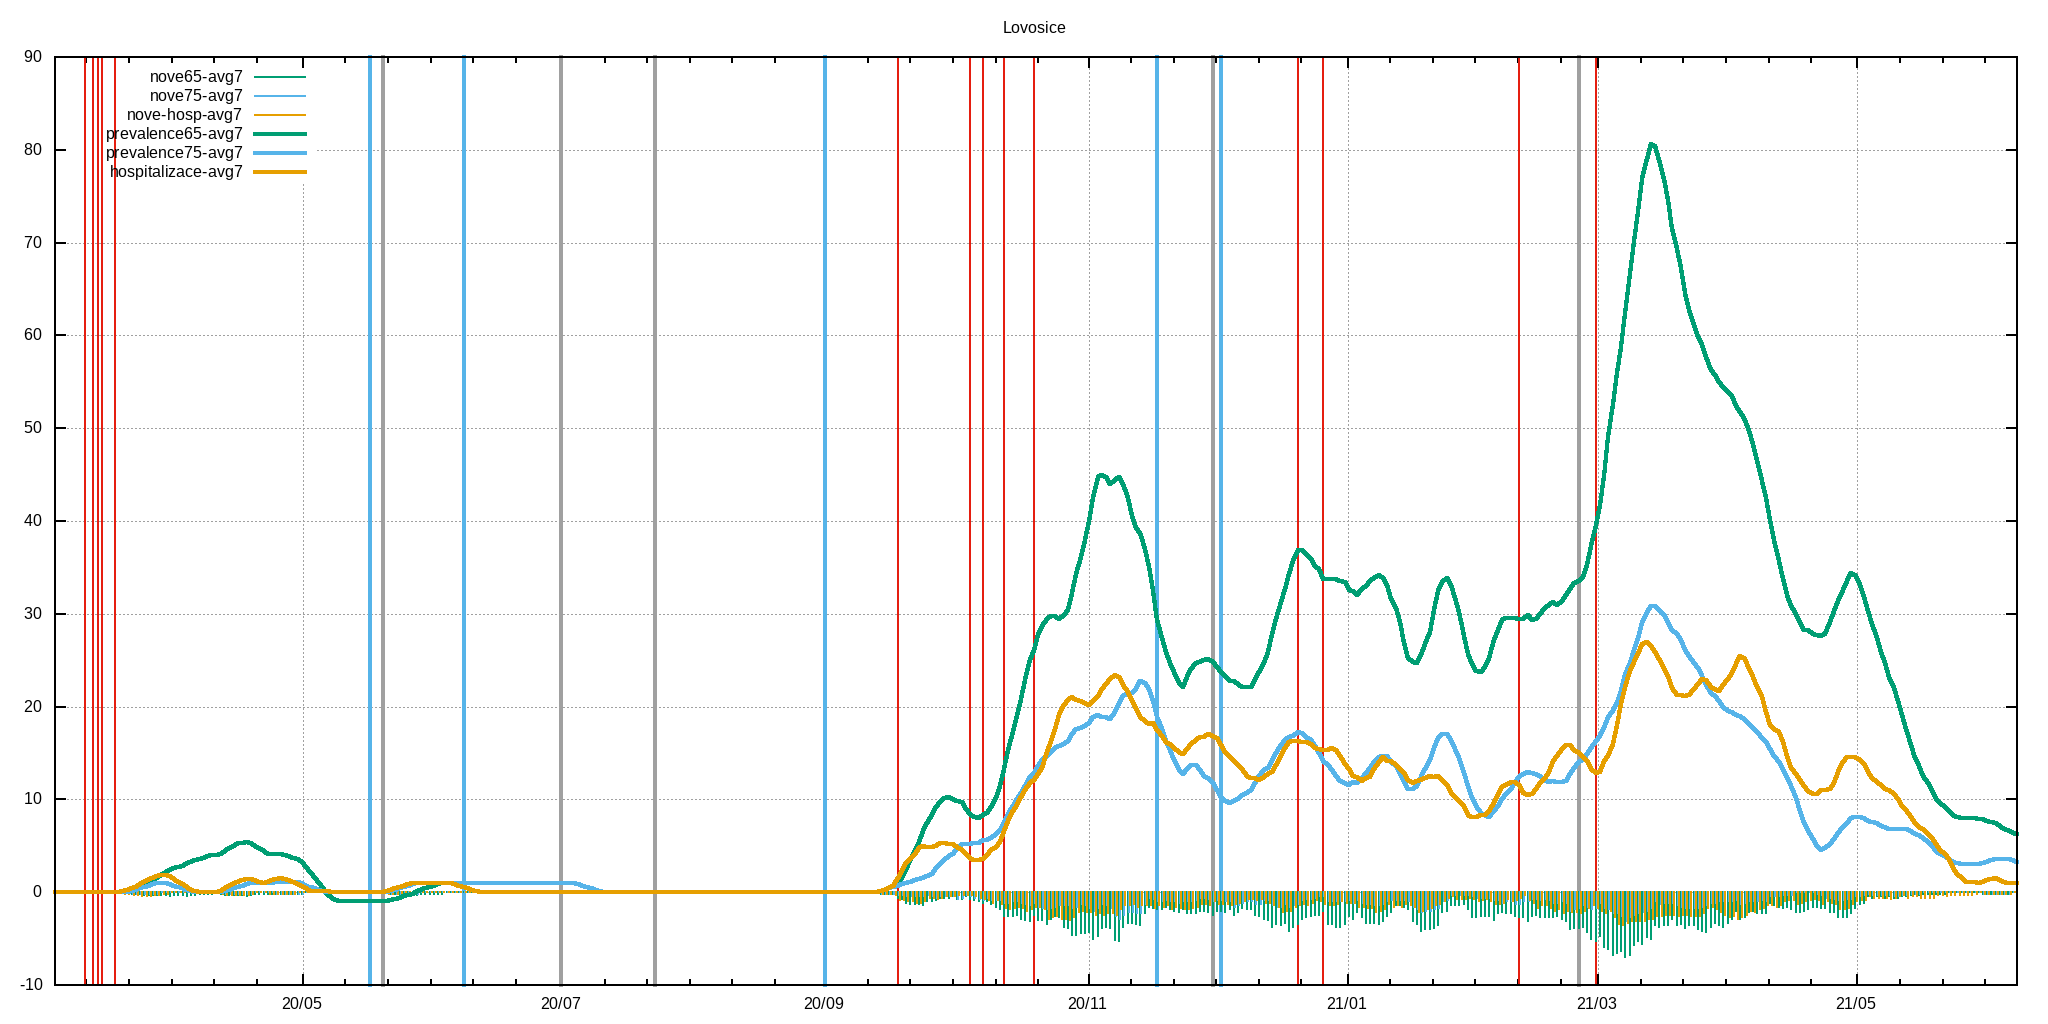 Lovosice
90
80
70
60
50
40
30
20
10
0
-10
nove65-avg7
nove75-avg7
nove-hosp-avg7
prevalence65-avg7
prevalence75-avg7
hospitalizace-avg7
20/05 20/07 20/09 20/11 21/01 21/03 21/05